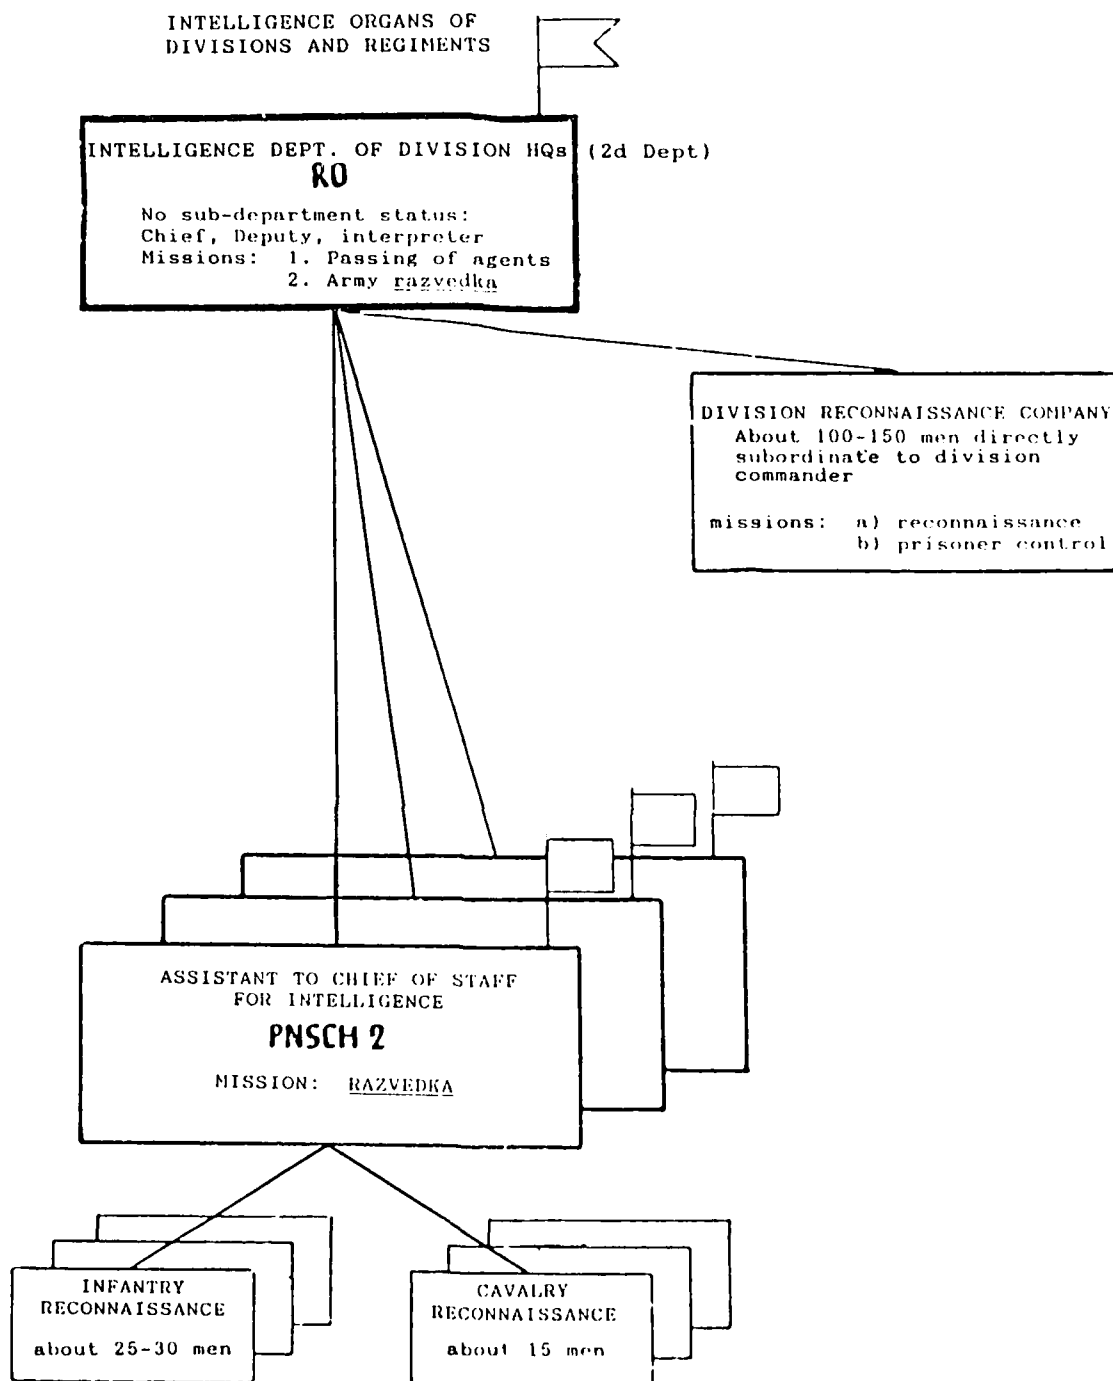 INTELLIGENCE ORGANS OF
DIVISIONS AND REGIMENTS
INTELLIGENCE DEPT. OF DIVISION HQs (2d Dept)
RO
No sub-department status:
Chief, Deputy, interpreter
Missions: 1. Passing of agents
2. Army razvedka
DIVISION RECONNAISSANCE COMPANY
About 100-150 men directly
subordinate to division
commander
missions: a) reconnaissance
b) prisoner control
ASSISTANT TO CHIEF OF STAFF
FOR INTELLIGENCE
PNSCH 2
MISSION: RAZVEDKA
INFANTRY
RECONNAISSANCE
about 25-30 men
CAVALRY
RECONNAISSANCE
about 15 men